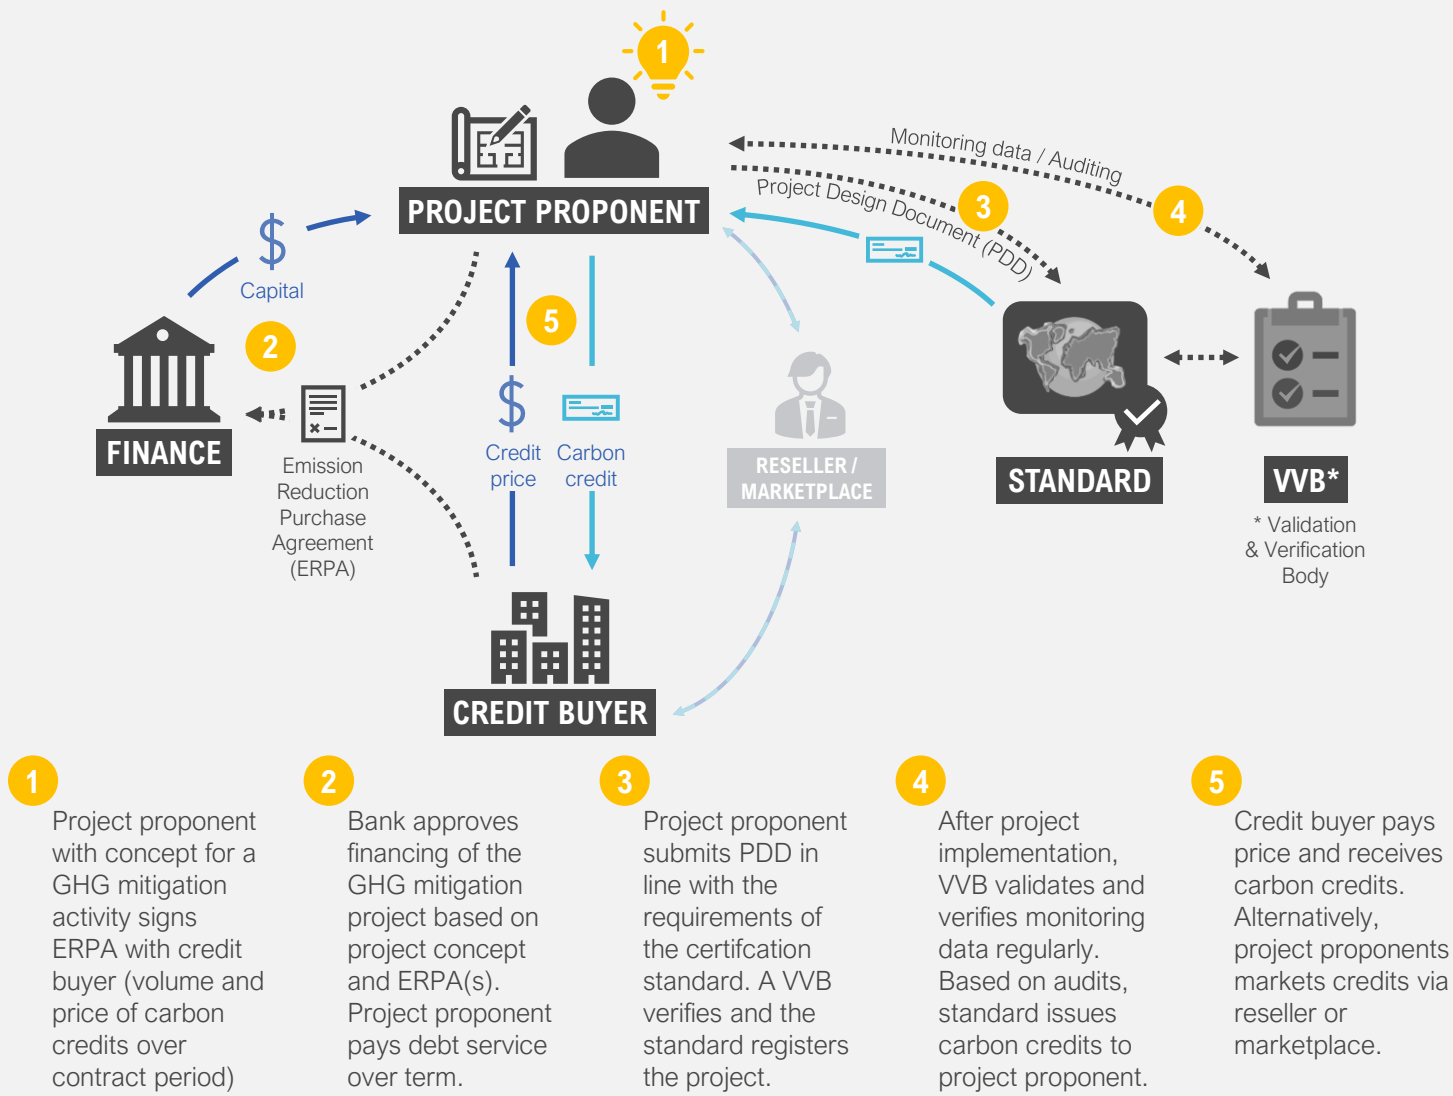 1
Monitoring data / Auditing
PROJECT PROPONENT
Project Design Document (PDD)
3
4
$
Capital
5
2
FINANCE
Emission
Reduction
Purchase
Agreement
(ERPA)
$
Credit
price
Carbon
credit
RESELLER /
MARKETPLACE
STANDARD
VVB*
* Validation
& Verification
Body
CREDIT BUYER
1
Project proponent
with concept for a
GHG mitigation
activity signs
ERPA with credit
buyer (volume and
price of carbon
credits over
contract period)
2
Bank approves
financing of the
GHG mitigation
project based on
project concept
and ERPA(s).
Project proponent
pays debt service
over term.
3
Project proponent
submits PDD in
line with the
requirements of
the certifcation
standard. A VVB
verifies and the
standard registers
the project.
4
After project
implementation,
VVB validates and
verifies monitoring
data regularly.
Based on audits,
standard issues
carbon credits to
project proponent.
5
Credit buyer pays
price and receives
carbon credits.
Alternatively,
project proponents
markets credits via
reseller or
marketplace.